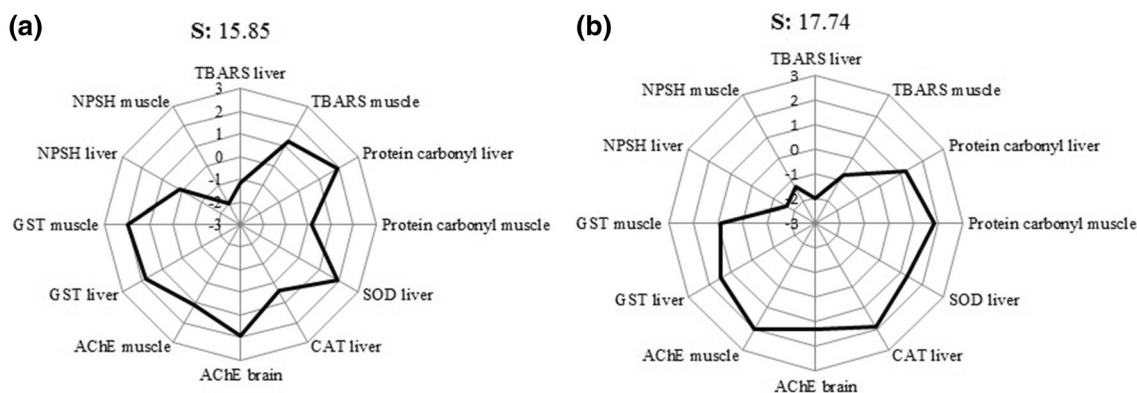 (a)
S: 15.85
TBARS liver
NPSH muscle
TBARS muscle
NPSH liver
Protein carbonyl liver
GST muscle
Protein carbonyl muscle
GST liver
SOD liver
AChE muscle
CAT liver
AChE brain
3
2
1
0
-1
-2
-3
(b)
S: 17.74
TBARS liver
NPSH muscle
TBARS muscle
NPSH liver
Protein carbonyl liver
GST muscle
Protein carbonyl muscle
GST liver
SOD liver
AChE muscle
CAT liver
AChE brain
3
2
1
0
-1
-2
-3